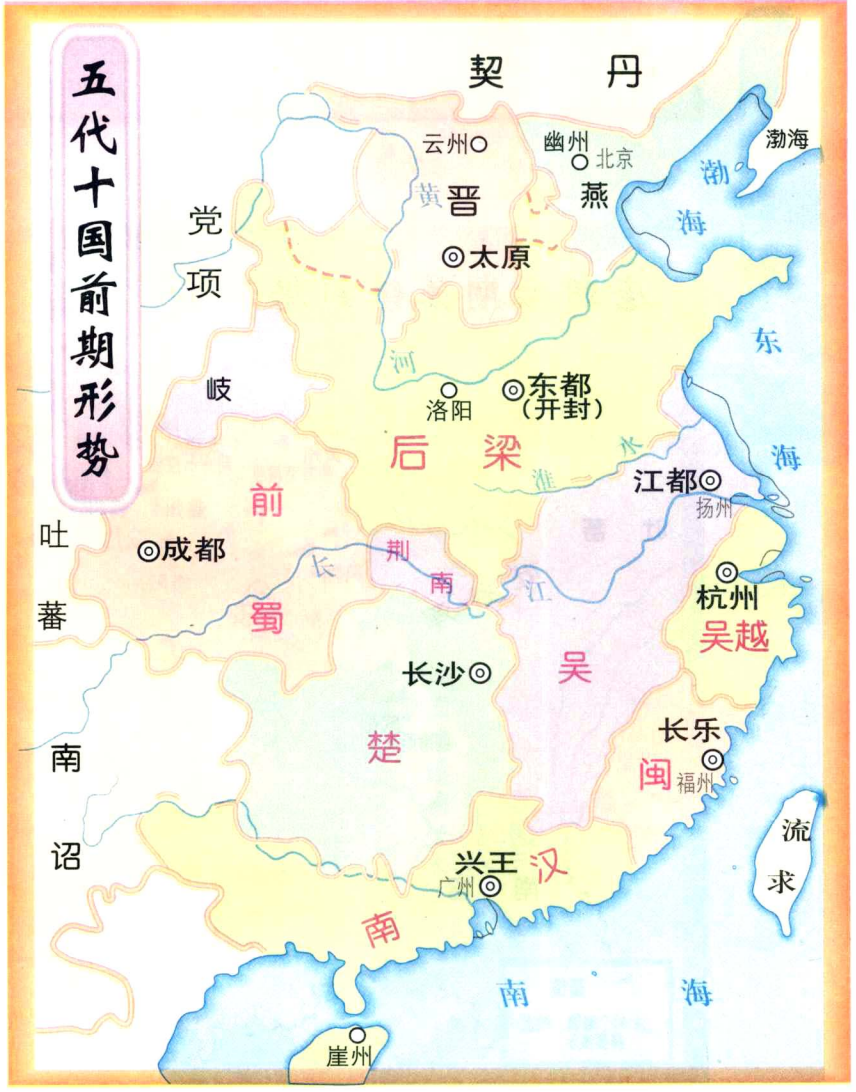 五代十国前期形势
契丹
渤海
云州
幽州
北京
燕
渤海
黄
晋
党项
太原
河
东海
岐
洛阳
东都
(开封)
后梁
淮水
江都
扬州
前蜀
成都
吐蕃
荆南
长江
杭州
吴越
长沙
吴
楚
长乐
闽
福州
南诏
兴王
广州
南汉
流求
南海
崖州